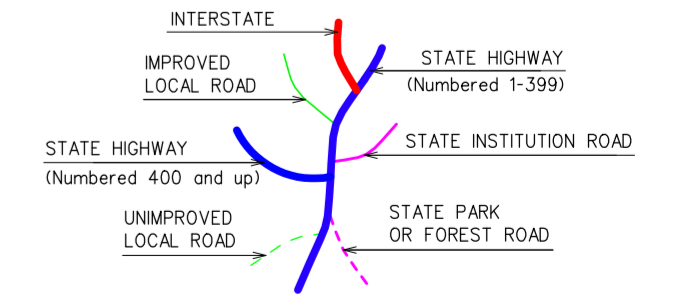 INTERSTATE
IMPROVED
LOCAL ROAD
STATE HIGHWAY
(Numbered 1-399)
STATE HIGHWAY
(Numbered 400 and up)
STATE INSTITUTION ROAD
UNIMPROVED
LOCAL ROAD
STATE PARK
OR FOREST ROAD